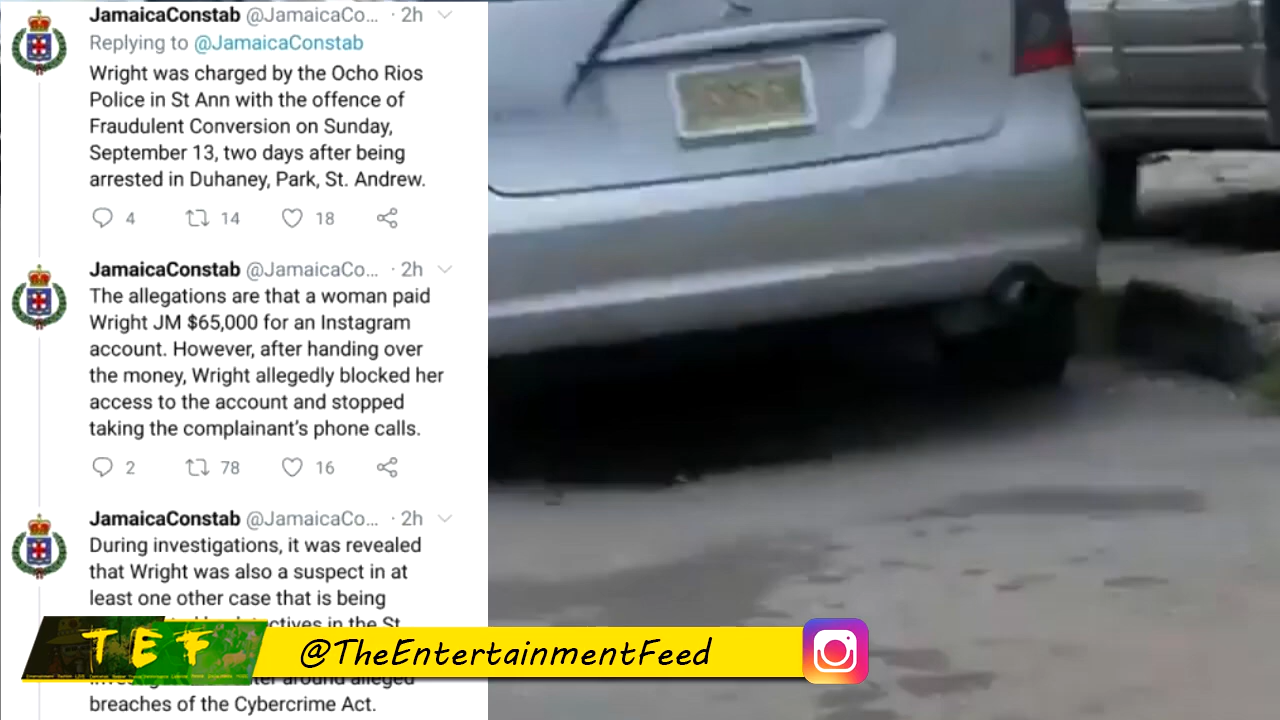 JamaicaConstab @JamaicaCo... · 2h
Replying to @JamaicaConstab
Wright was charged by the Ocho Rios
Police in St Ann with the offence of
Fraudulent Conversion on Sunday,
September 13, two days after being
arrested in Duhaney, Park, St. Andrew.
4 14 18
JamaicaConstab @JamaicaCo... · 2h
The allegations are that a woman paid
Wright JM $65,000 for an Instagram
account. However, after handing over
the money, Wright allegedly blocked her
access to the account and stopped
taking the complainant's phone calls.
2 78 16
JamaicaConstab @JamaicaCo... · 2h
During investigations, it was revealed
that Wright was also a suspect in at
least one other case that is being
in the St
TEF
@TheEntertainmentFeed
around alleged
breaches of the Cybercrime Act.